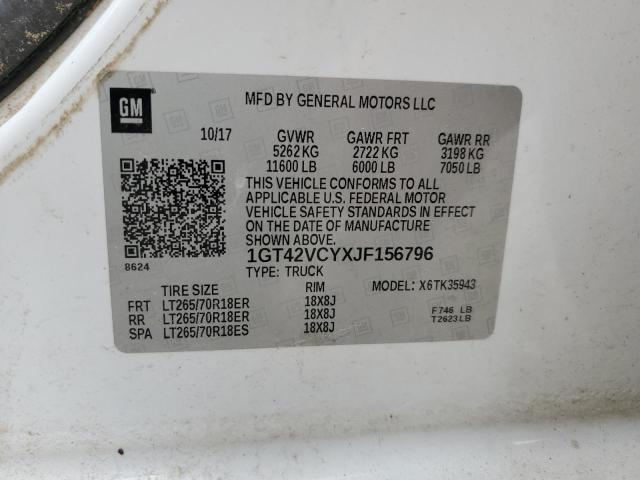 GM
MFD BY GENERAL MOTORS LLC
10/17 GVWR GAWR FRT GAWR RR
5262 KG 2722 KG 3198 KG
11600 LB 6000 LB 7050 LB
THIS VEHICLE CONFORMS TO ALL
APPLICABLE U.S. FEDERAL MOTOR
VEHICLE SAFETY STANDARDS IN EFFECT
ON THE DATE OF MANUFACTURE
SHOWN ABOVE.
8624
1GT42VCYXJF156796
TYPE: TRUCK
TIRE SIZE RIM MODEL: X6TK35943
FRT LT265/70R18ER 18X8J
RR LT265/70R18ER 18X8J
SPA LT265/70R18ES 18X8J
F746 LB
T2623LB